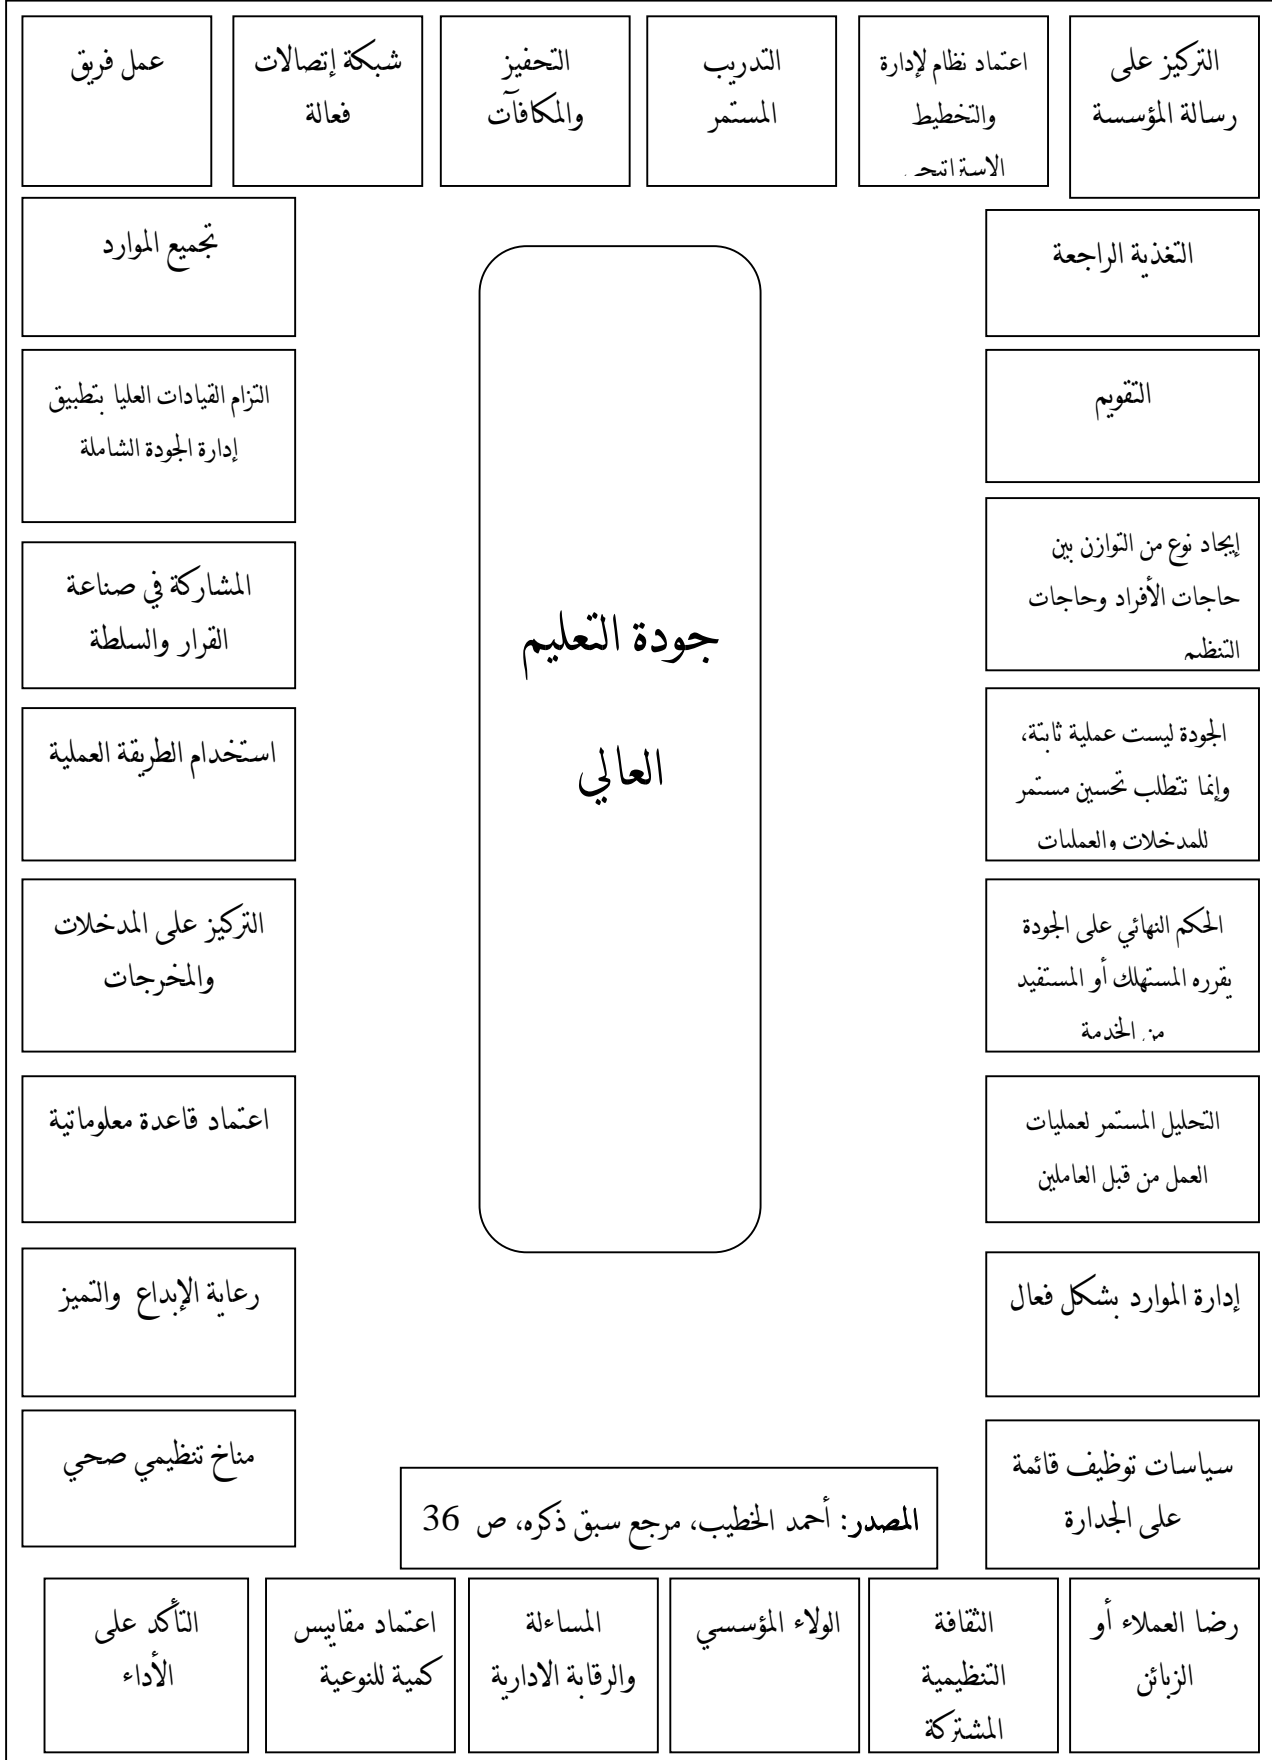 التركيز على
رسالة المؤسسة
اعتماد نظام لإدارة
والتخطيط
الاستراتيجي
التدريب
المستمر
التحفيز
والمكافآت
شبكة إتصالات
فعالة
عمل فريق
التغذية الراجعة
التقويم
إيجاد نوع من التوازن بين
حاجات الأفراد وحاجات
التنظيم
الجودة ليست عملية ثابتة،
وإنما تتطلب تحسين مستمر
للمدخلات والعمليات
الحكم النهائي على الجودة
يقرره المستهلك أو المستفيد
من الخدمة
التحليل المستمر لعمليات
العمل من قبل العاملين
إدارة الموارد بشكل فعال
سياسات توظيف قائمة
على الجدارة
جودة التعليم
العالي
تجميع الموارد
التزام القيادات العليا بتطبيق
إدارة الجودة الشاملة
المشاركة في صناعة
القرار والسلطة
استخدام الطريقة العملية
التركيز على المدخلات
والمخرجات
اعتماد قاعدة معلوماتية
رعاية الإبداع والتميز
مناخ تنظيمي صحي
المصدر: أحمد الخطيب، مرجع سبق ذكره، ص 36
رضا العملاء أو
الزبائن
الثقافة
التنظيمية
المشتركة
الولاء المؤسسي
المساءلة
والرقابة الادارية
اعتماد مقاييس
كمية للنوعية
التأكد على
الأداء